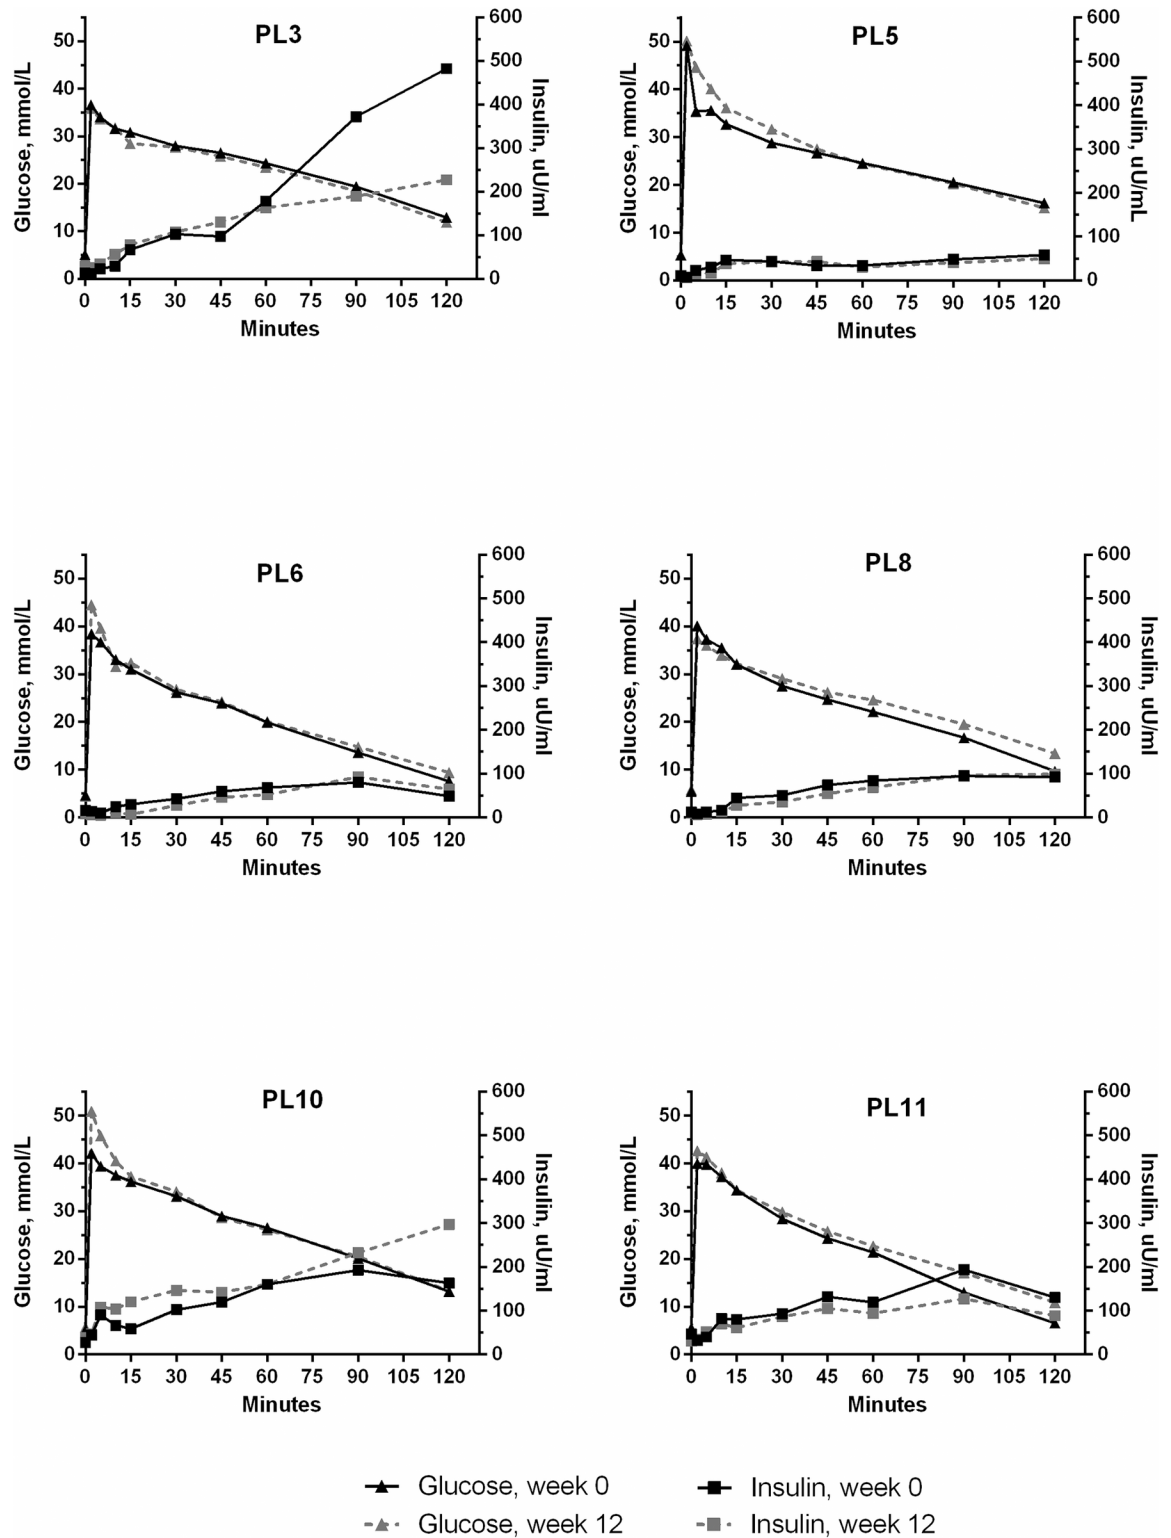 PL3
Glucose, mmol/L
50
40
30
20
10
0
600
500
400
300
200
100
0
Insulin, uU/ml
0 15 30 45 60 75 90 105 120
Minutes
PL5
Glucose, mmol/L
50
40
30
20
10
0
600
500
400
300
200
100
0
Insulin, uU/mL
0 15 30 45 60 75 90 105 120
Minutes
PL6
Glucose, mmol/L
50
40
30
20
10
0
600
500
400
300
200
100
0
Insulin, uU/ml
0 15 30 45 60 75 90 105 120
Minutes
PL8
Glucose, mmol/L
50
40
30
20
10
0
600
500
400
300
200
100
0
Insulin, uU/ml
0 15 30 45 60 75 90 105 120
Minutes
PL10
Glucose, mmol/L
50
40
30
20
10
0
600
500
400
300
200
100
0
Insulin, uU/ml
0 15 30 45 60 75 90 105 120
Minutes
PL11
Glucose, mmol/L
50
40
30
20
10
0
600
500
400
300
200
100
0
Insulin, uU/ml
0 15 30 45 60 75 90 105 120
Minutes
Glucose, week 0
Insulin, week 0
Glucose, week 12
Insulin, week 12